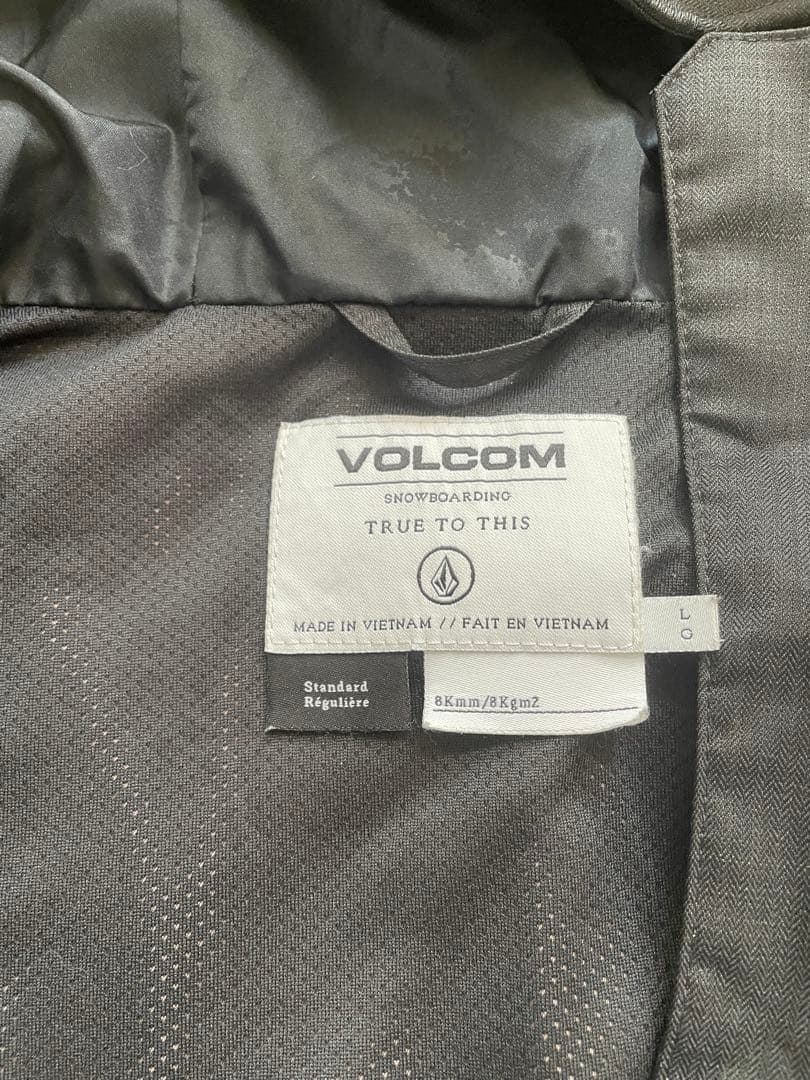 VOLCOM
SNOWBOARDING
TRUE TO THIS
MADE IN VIETNAM // FAIT EN VIETNAM
LG
Standard
Régulière
8Kmm/8Kgm2